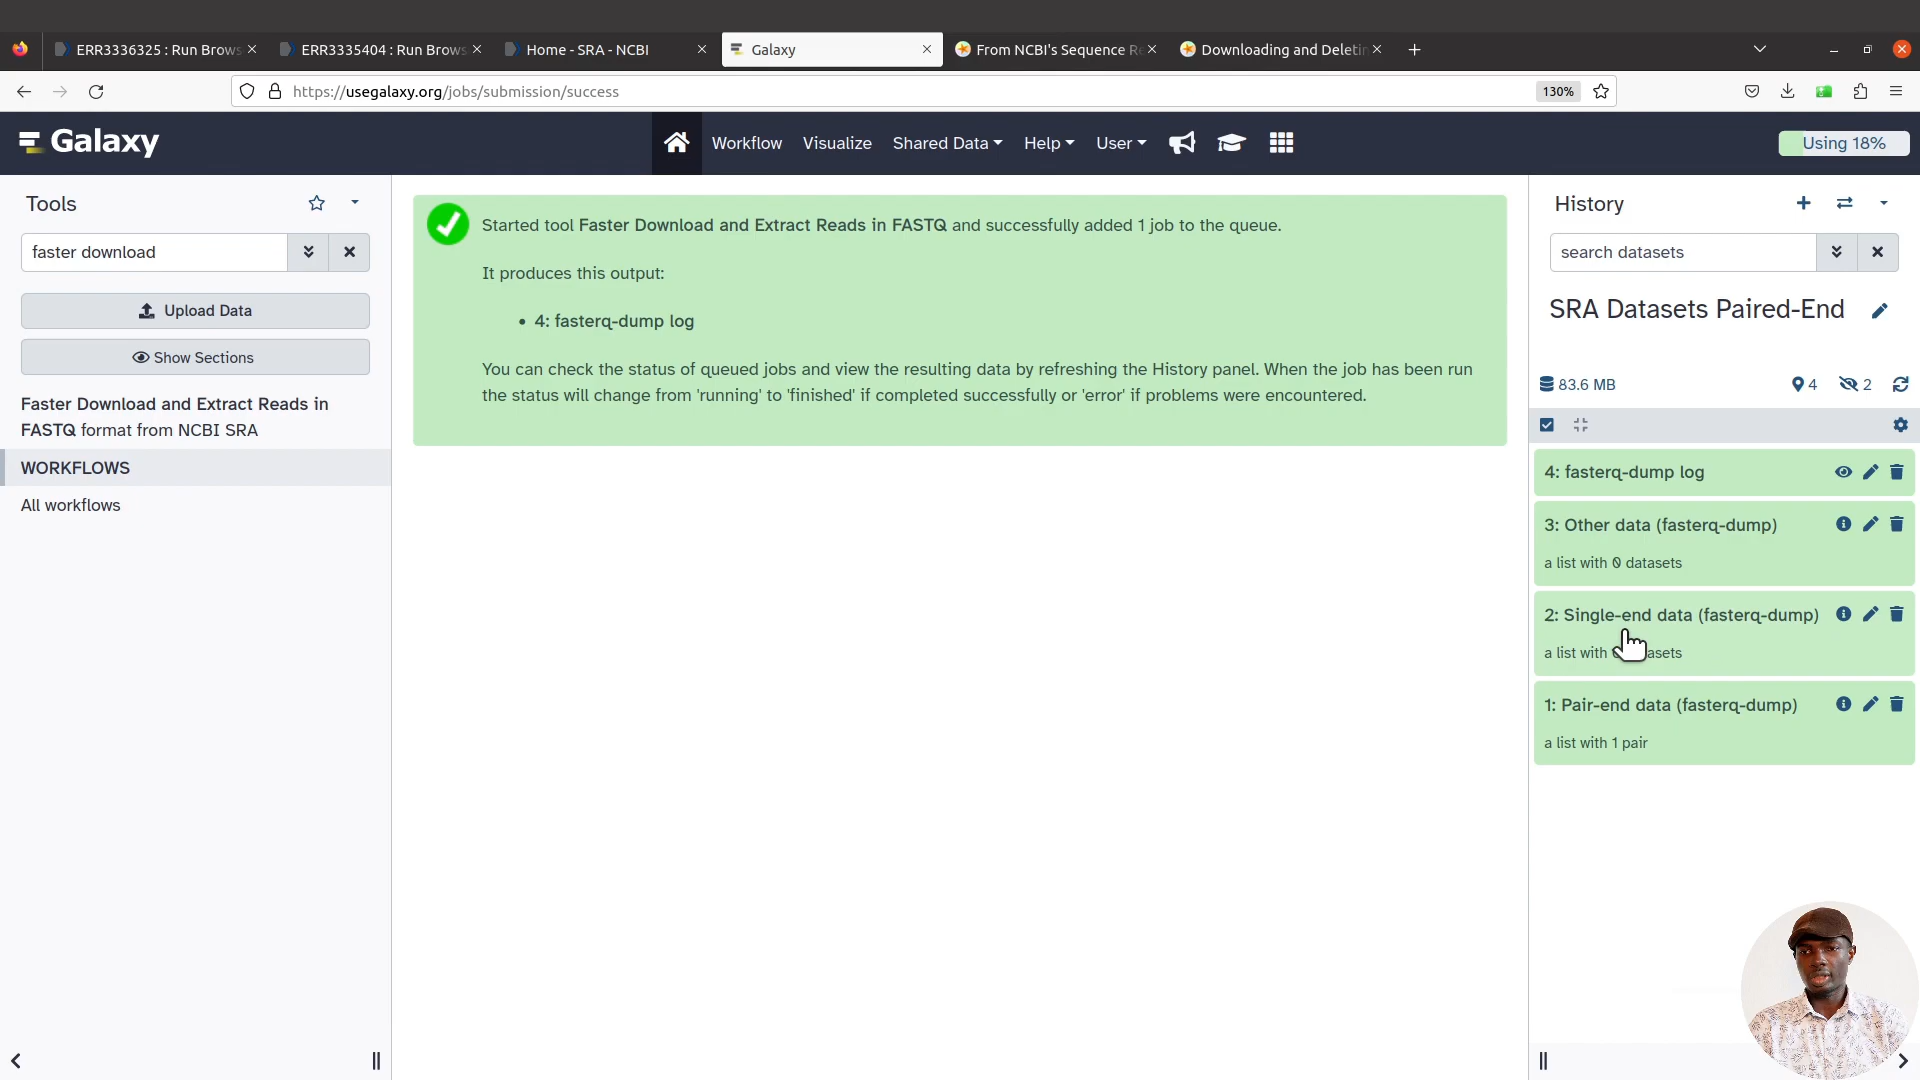 ERR3336325 : Run Brows
ERR3335404 : Run Brows
Home - SRA - NCBI
Galaxy
From NCBI's Sequence Re
Downloading and Deletin
https://usegalaxy.org/jobs/submission/success
130%
Galaxy
Workflow
Visualize
Shared Data
Help
User
Using 18%
Tools
faster download
Upload Data
Show Sections
Faster Download and Extract Reads in
FASTQ format from NCBI SRA
WORKFLOWS
All workflows
Started tool Faster Download and Extract Reads in FASTQ and successfully added 1 job to the queue.
It produces this output:
• 4: fasterq-dump log
You can check the status of queued jobs and view the resulting data by refreshing the History panel. When the job has been run
the status will change from 'running' to 'finished' if completed successfully or 'error' if problems were encountered.
History
search datasets
SRA Datasets Paired-End
83.6 MB
4
2
4: fasterq-dump log
3: Other data (fasterq-dump)
a list with 0 datasets
2: Single-end data (fasterq-dump)
a list with asets
1: Pair-end data (fasterq-dump)
a list with 1 pair